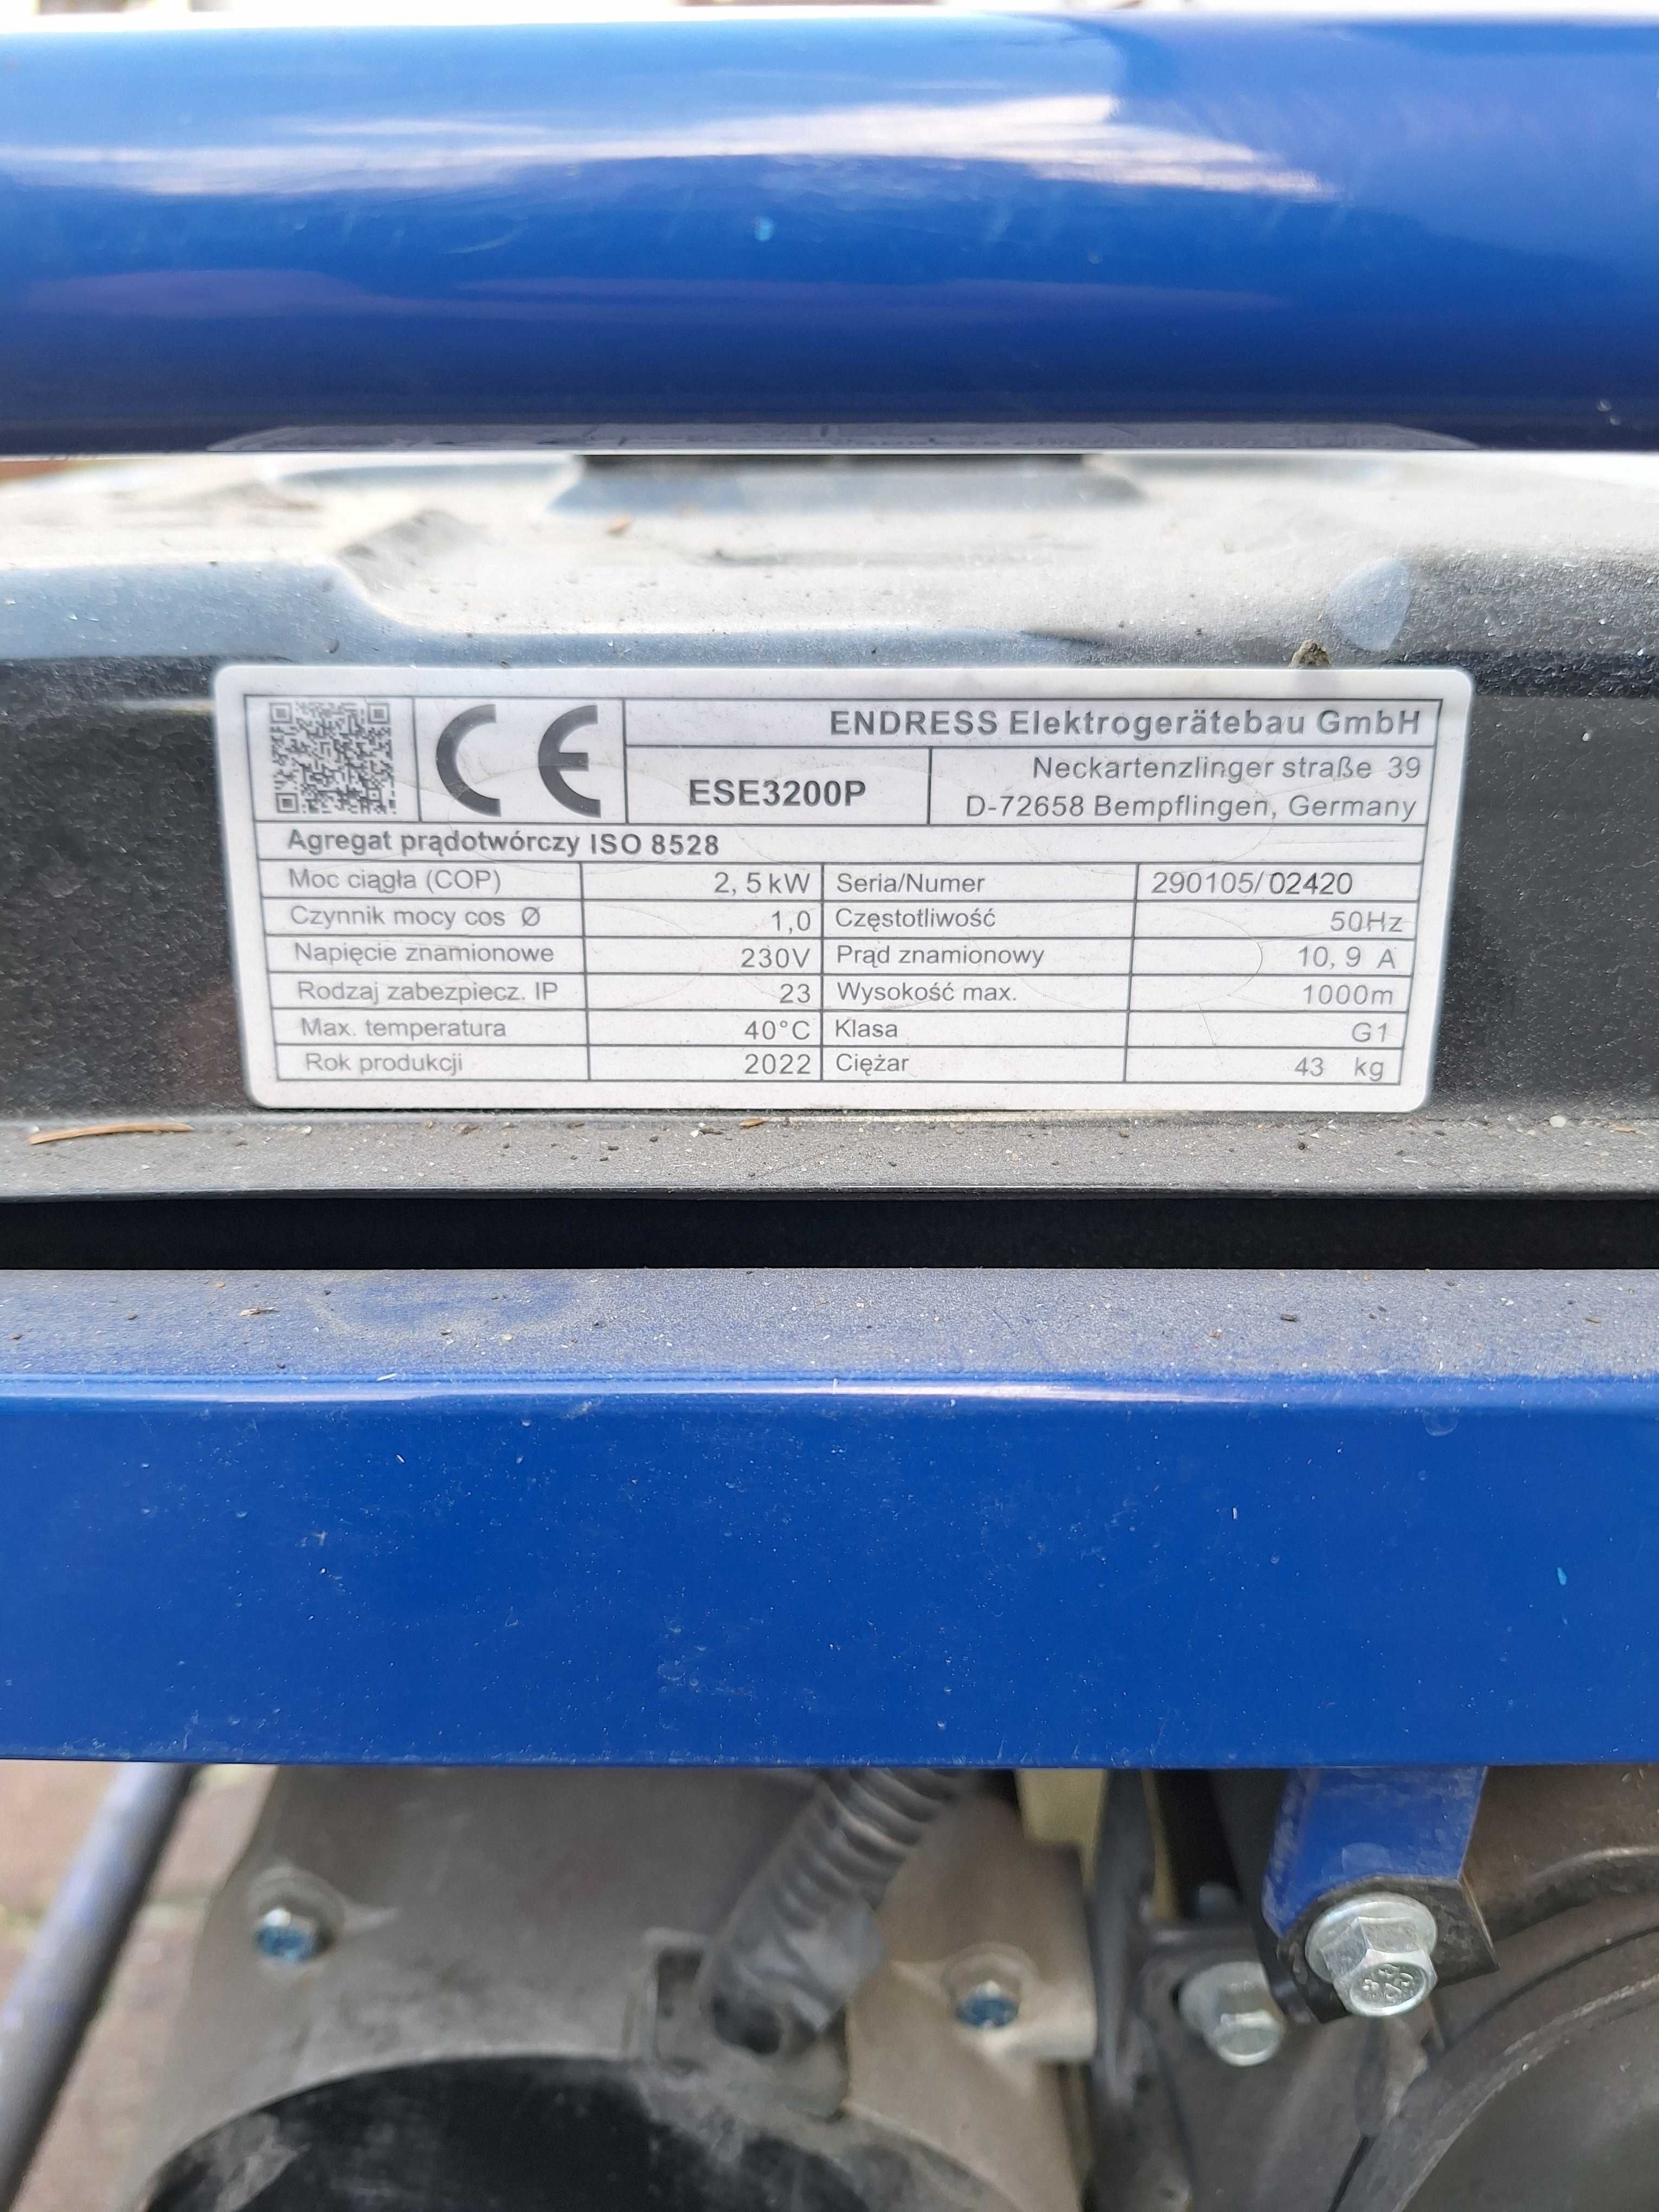 CE
ENDRESS Elektrogerätebau GmbH
ESE3200P
Neckartenzlinger straße 39
D-72658 Bempflingen, Germany
Agregat prądotwórczy ISO 8528
Moc ciągła (COP) 2,5kW Seria/Numer 290105/02420
Czynnik mocy cos Ø 1,0 Częstotliwość 50Hz
Napięcie znamionowe 230V Prąd znamionowy 10,9 A
Rodzaj zabezpiecz. IP 23 Wysokość max. 1000m
Max. temperatura 40°C Klasa G1
Rok produkcji 2022 Ciężar 43 kg